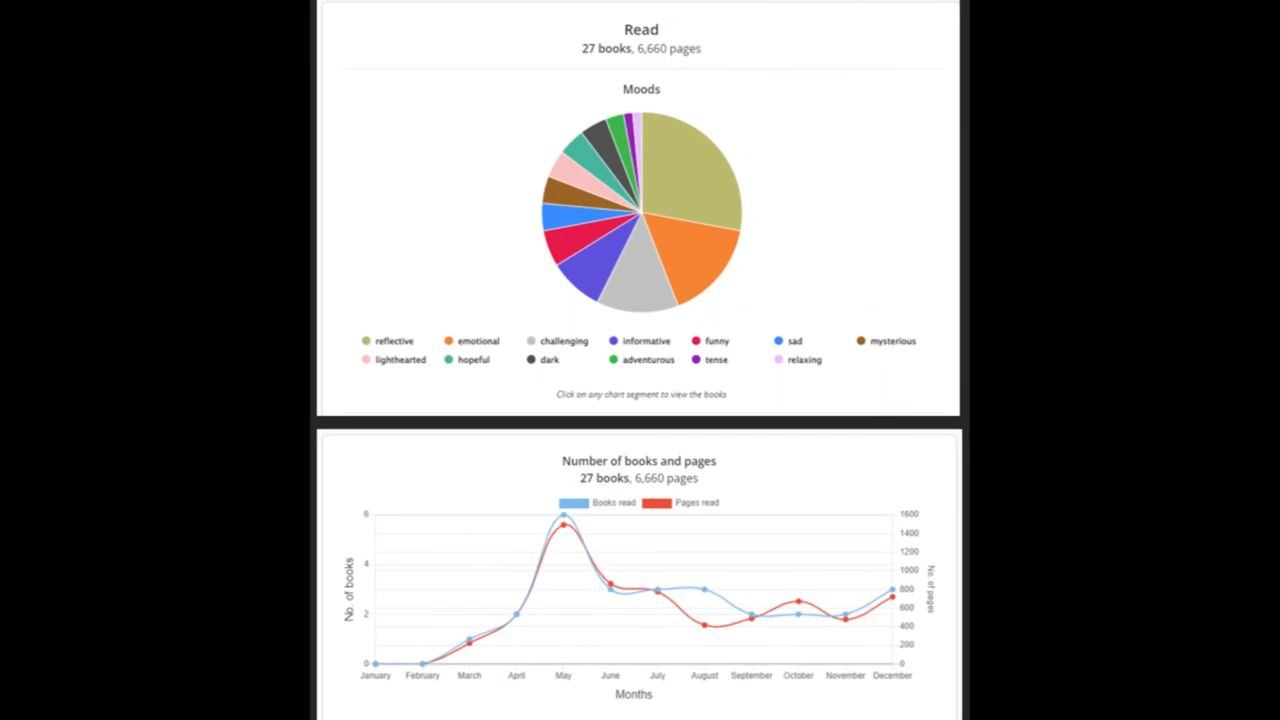 Read
27 books, 6,660 pages
Moods
reflective emotional challenging informative funny sad mysterious
lighthearted hopeful dark adventurous tense relaxing
Click on any chart segment to view the books
Number of books and pages
27 books, 6,660 pages
Books read Pages read
6 1600
1400
1200
4 1000
800
600
2 400
200
0 0
No. of books
No. of pages
January February March April May June July August September October November December
Months